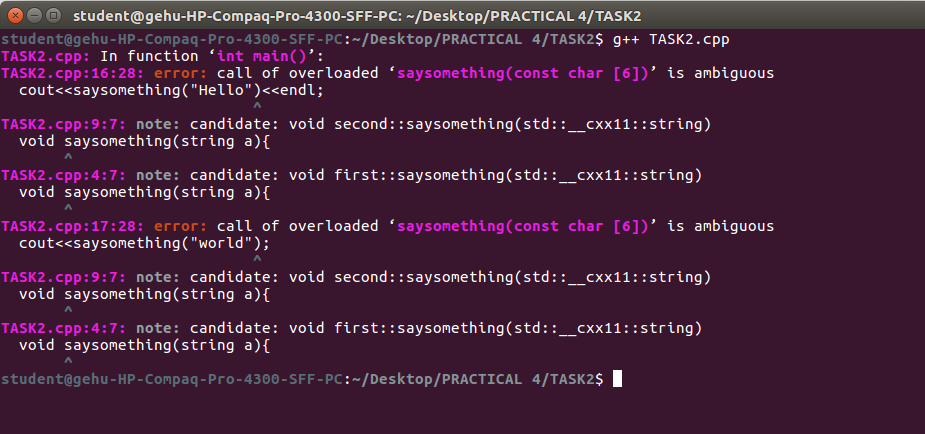 student@gehu-HP-Compaq-Pro-4300-SFF-PC: ~/Desktop/PRACTICAL 4/TASK2
student@gehu-HP-Compaq-Pro-4300-SFF-PC:~/Desktop/PRACTICAL 4/TASK2$ g++ TASK2.cpp
TASK2.cpp: In function ‘int main()’:
TASK2.cpp:16:28: error: call of overloaded ‘saysomething(const char [6])’ is ambiguous
  cout<<saysomething("Hello")<<endl;
                            ^
TASK2.cpp:9:7: note: candidate: void second::saysomething(std::__cxx11::string)
  void saysomething(string a){
       ^
TASK2.cpp:4:7: note: candidate: void first::saysomething(std::__cxx11::string)
  void saysomething(string a){
       ^
TASK2.cpp:17:28: error: call of overloaded ‘saysomething(const char [6])’ is ambiguous
  cout<<saysomething("world");
                            ^
TASK2.cpp:9:7: note: candidate: void second::saysomething(std::__cxx11::string)
  void saysomething(string a){
       ^
TASK2.cpp:4:7: note: candidate: void first::saysomething(std::__cxx11::string)
  void saysomething(string a){
       ^
student@gehu-HP-Compaq-Pro-4300-SFF-PC:~/Desktop/PRACTICAL 4/TASK2$